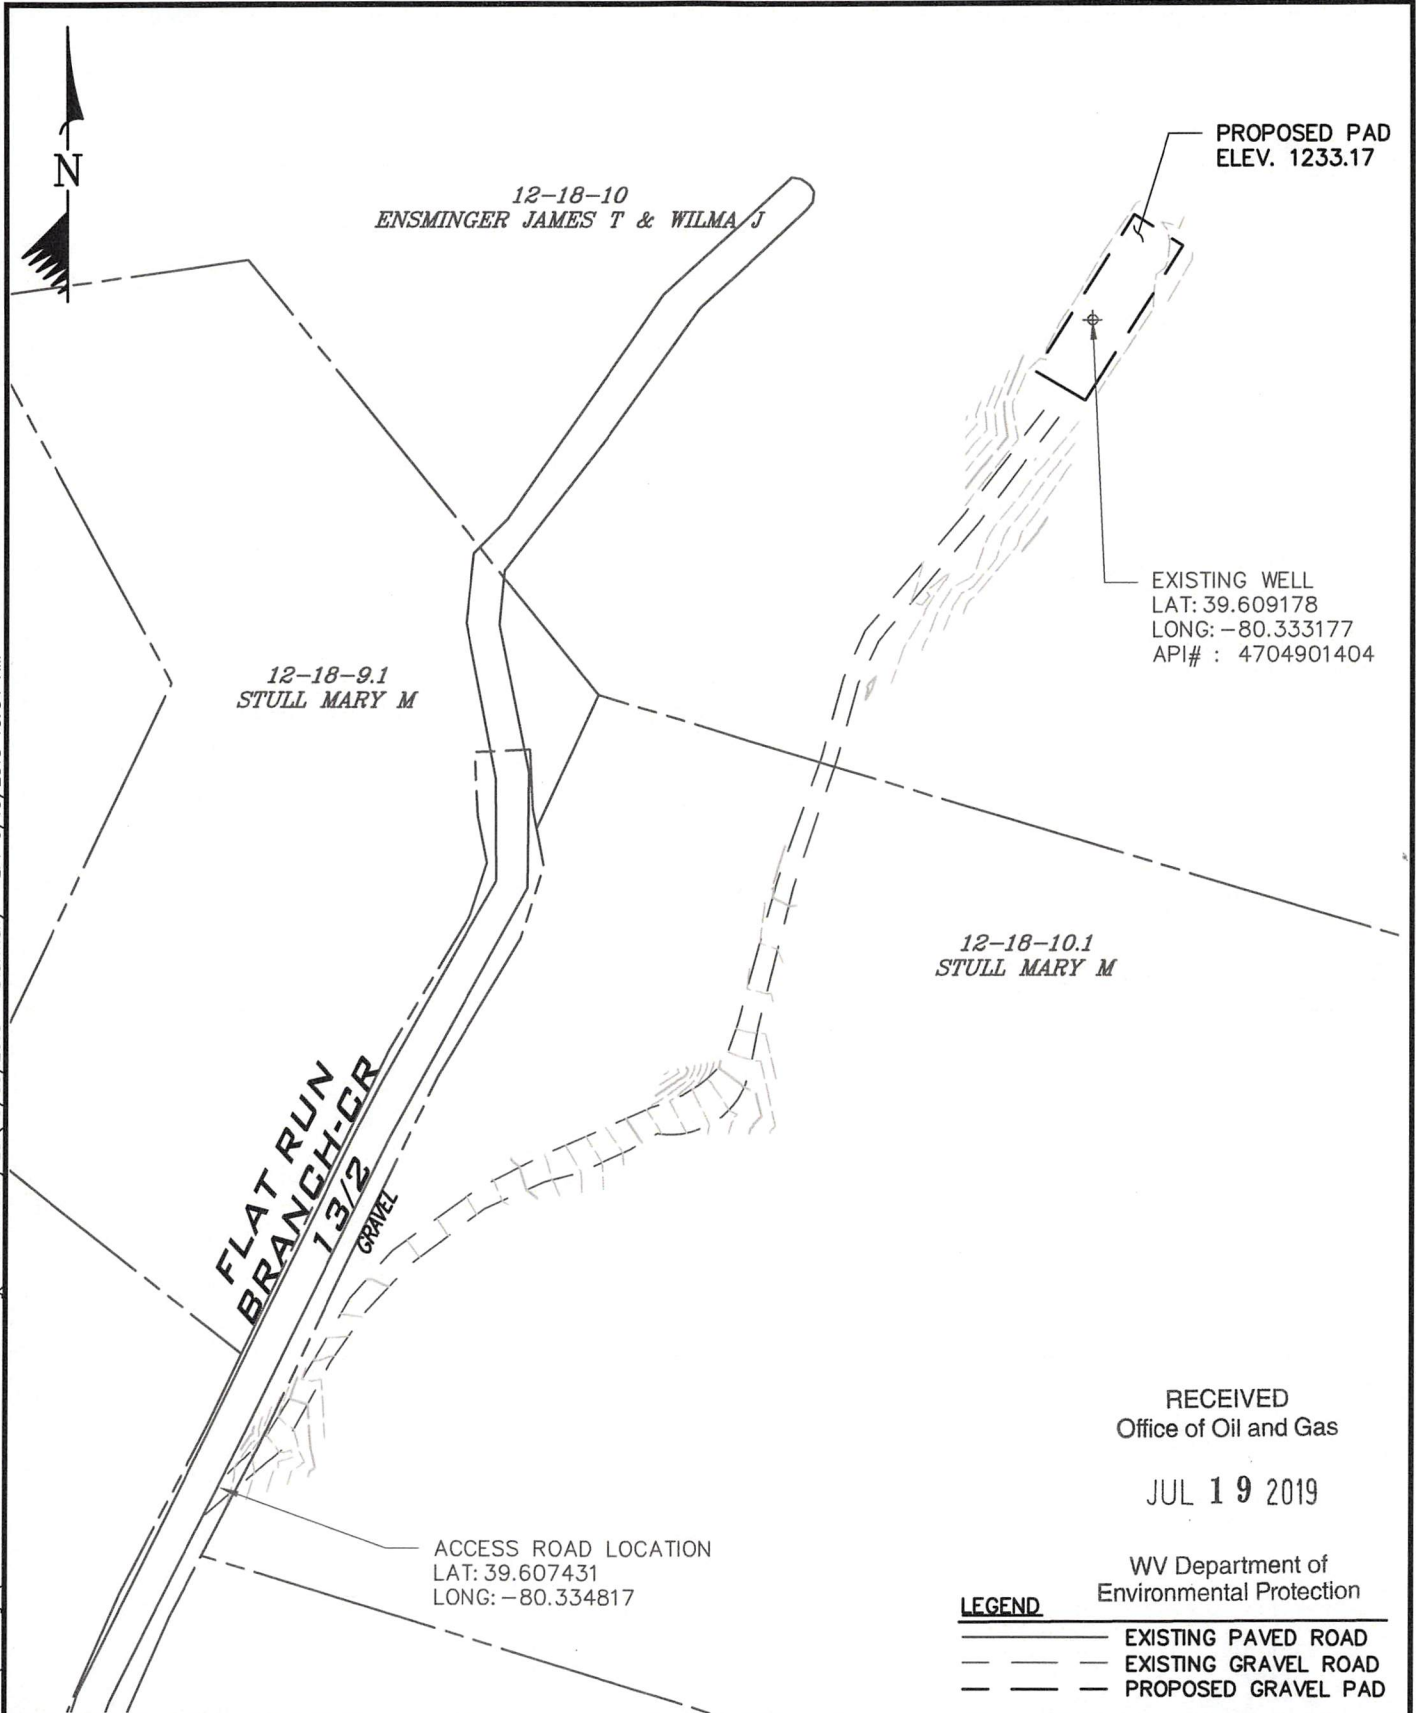 N
12-18-10
ENSMINGER JAMES T & WILMA J
PROPOSED PAD
ELEV. 1233.17
EXISTING WELL
LAT: 39.609178
LONG: -80.333177
API# : 4704901404
12-18-9.1
STULL MARY M
12-18-10.1
STULL MARY M
FLAT RUN
BRANCH-CR
13/2
GRAVEL
ACCESS ROAD LOCATION
LAT: 39.607431
LONG: -80.334817
RECEIVED
Office of Oil and Gas
JUL 19 2019
WV Department of
Environmental Protection
LEGEND
EXISTING PAVED ROAD
EXISTING GRAVEL ROAD
PROPOSED GRAVEL PAD